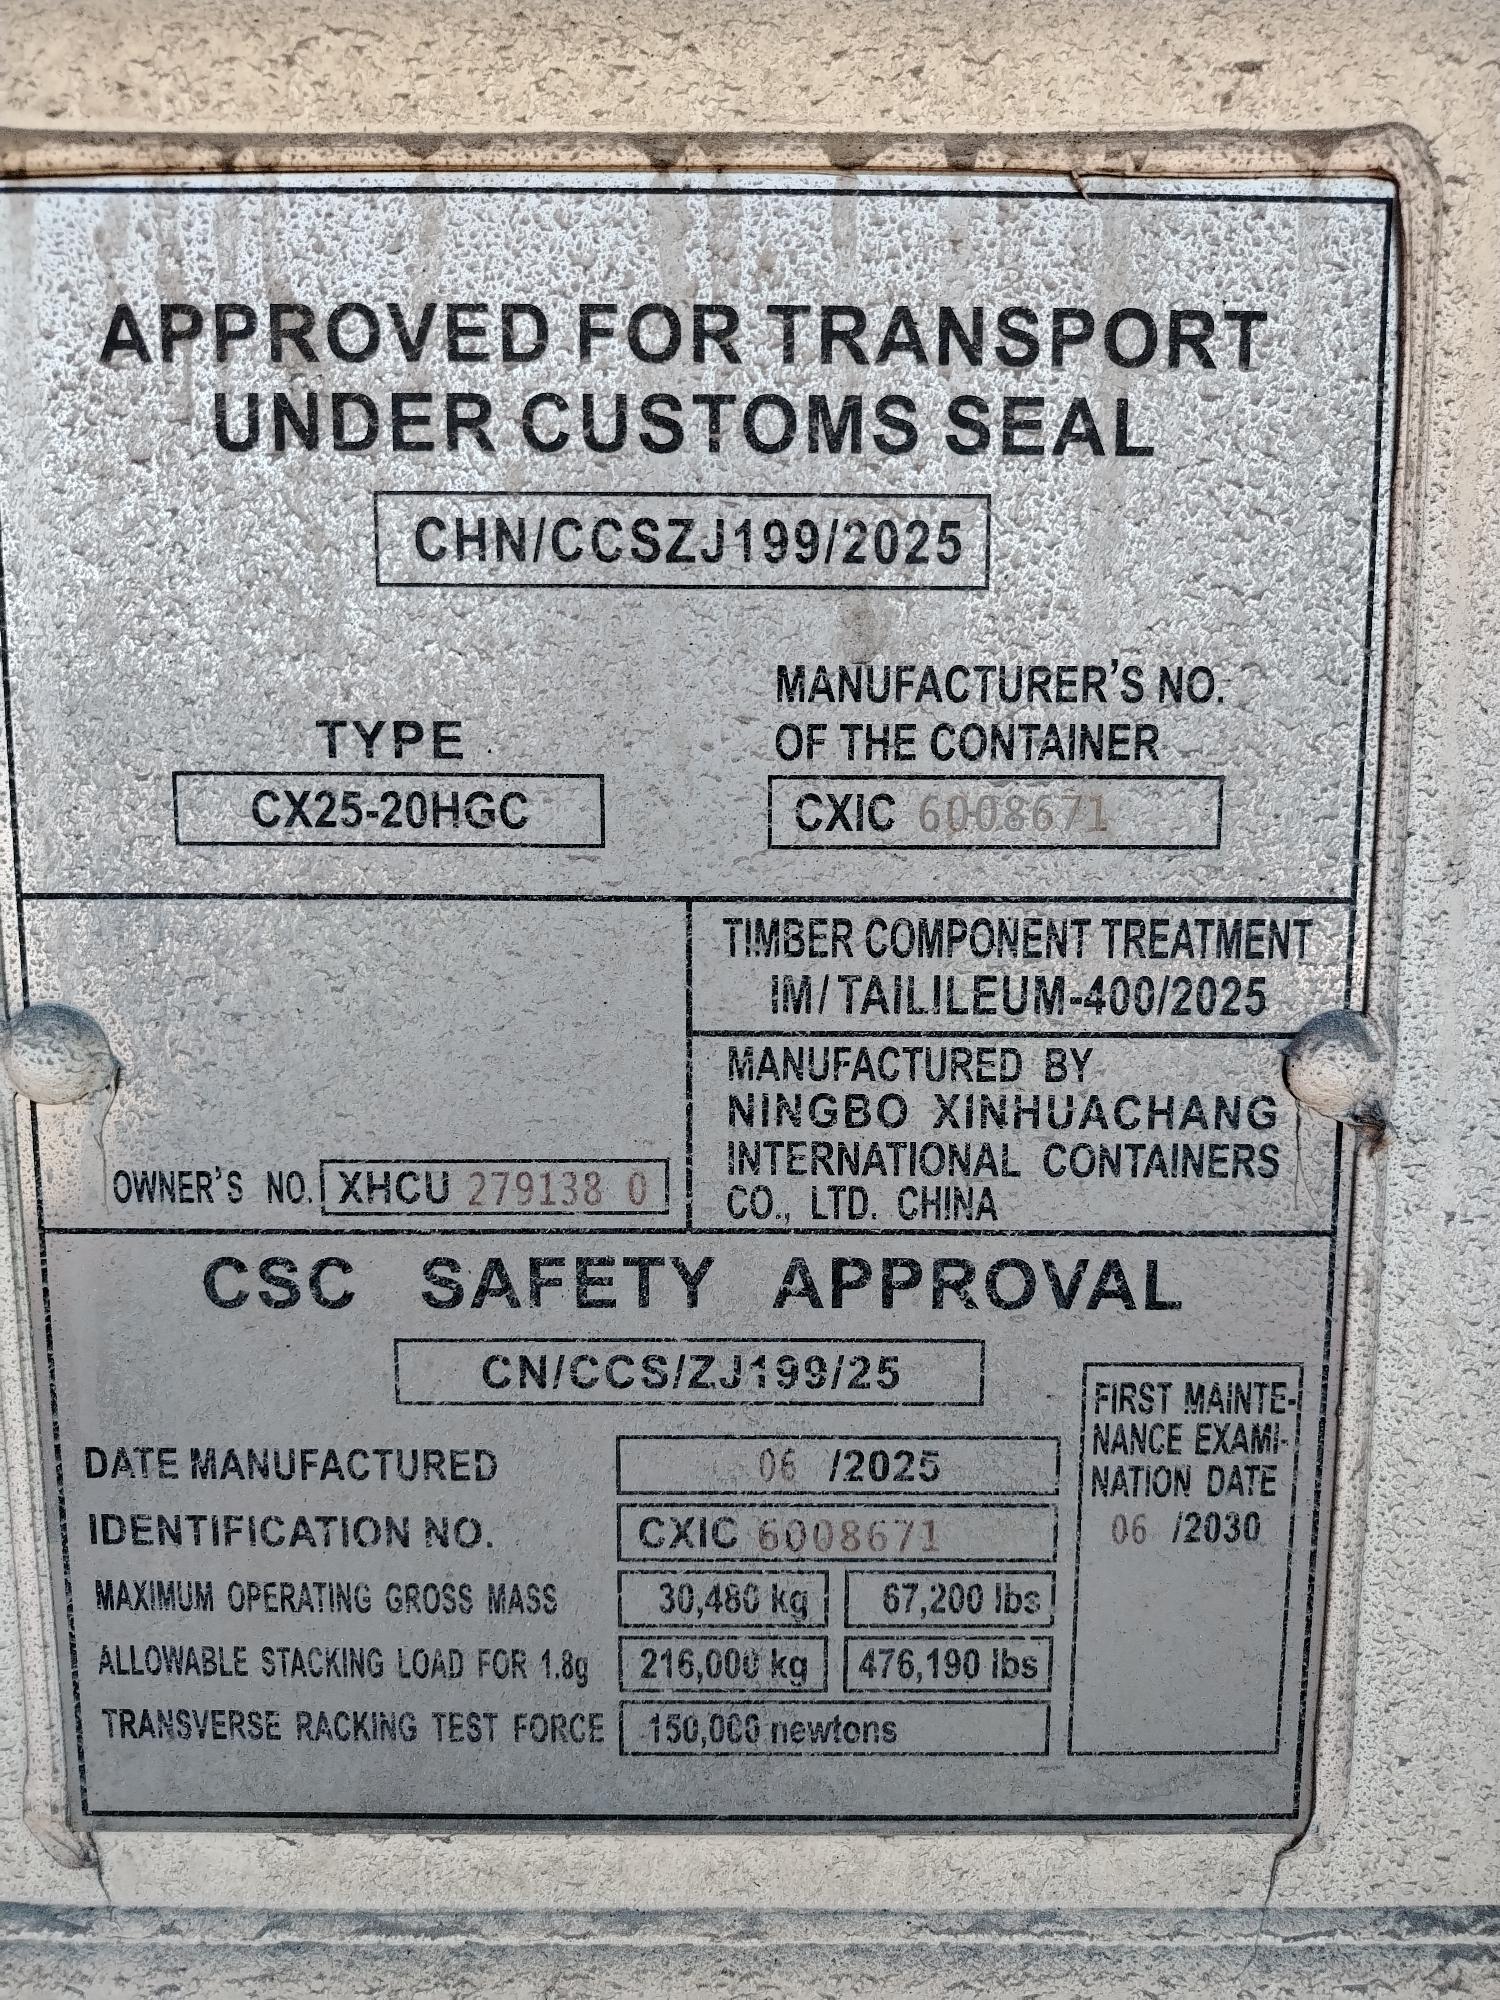 APPROVED FOR TRANSPORT
UNDER CUSTOMS SEAL
CHN/CCSZJ199/2025
TYPE
CX25-20HGC
MANUFACTURER'S NO.
OF THE CONTAINER
CXIC 6008671
TIMBER COMPONENT TREATMENT
IM/TAILILEUM-400/2025
MANUFACTURED BY
NINGBO XINHUACHANG
INTERNATIONAL CONTAINERS
CO., LTD. CHINA
OWNER'S NO. XHCU 279138 0
CSC SAFETY APPROVAL
CN/CCS/ZJ199/25
DATE MANUFACTURED 06 /2025
IDENTIFICATION NO. CXIC 6008671
MAXIMUM OPERATING GROSS MASS 30,480 kg 67,200 lbs
ALLOWABLE STACKING LOAD FOR 1.8g 216,000 kg 476,190 lbs
TRANSVERSE RACKING TEST FORCE 150,000 newtons
FIRST MAINTE-
NANCE EXAMI-
NATION DATE
06 /2030